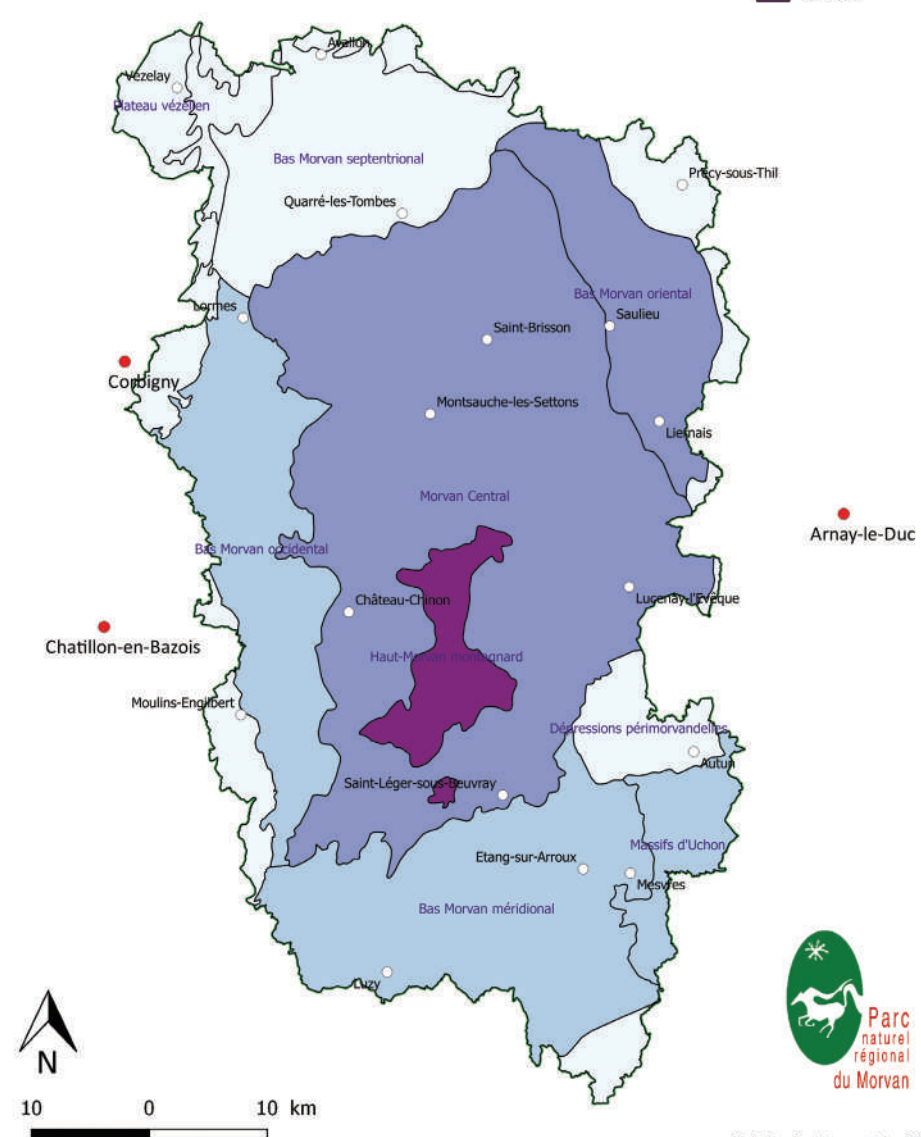 Avallon
Vezelay
Plateau vézelien
Bas Morvan septentrional
Précy-sous-Thil
Quarré-les-Tombes
Bas Morvan oriental
Lormes
Saulieu
Saint-Brisson
Corbigny
Montsauche-les-Settons
Liernais
Morvan Central
Arnay-le-Duc
Bas Morvan occidental
Château-Chinon
Lucenay-l'Evêque
Chatillon-en-Bazois
Haut-Morvan montagnard
Moulins-Engilbert
Dépressions périmorvandelles
Autun
Saint-Léger-sous-Beuvray
Massifs d'Uchon
Etang-sur-Arroux
Mesvres
Bas Morvan méridional
Luzy
Parc
naturel
régional
du Morvan
N
10 0 10 km